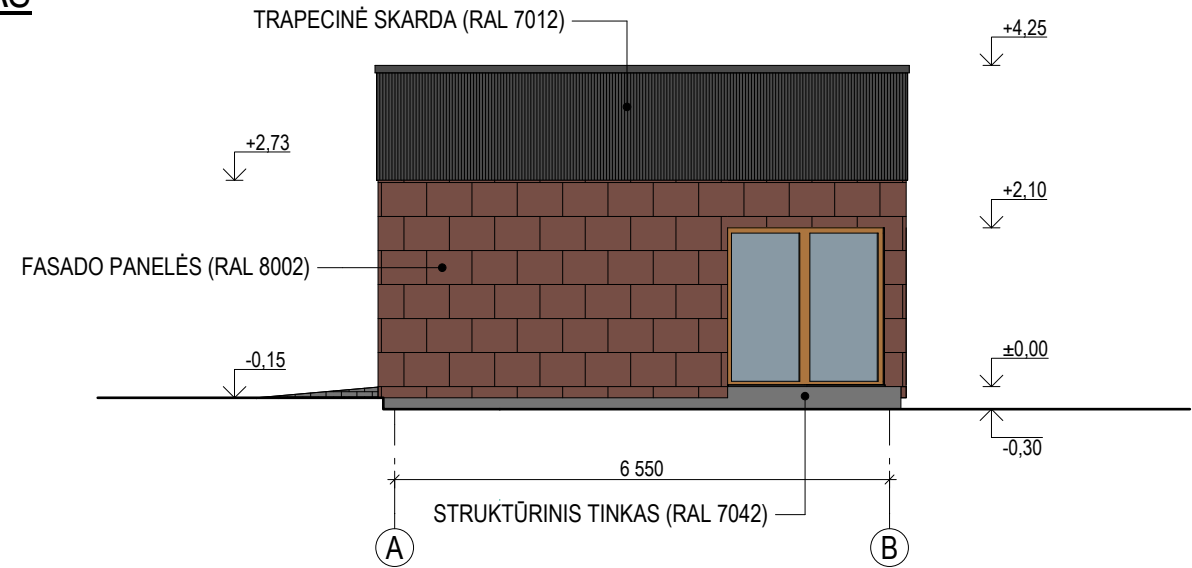 TRAPECINĖ SKARDA (RAL 7012)
+4,25
+2,73
+2,10
FASADO PANELĖS (RAL 8002)
-0,15
±0,00
-0,30
6 550
STRUKTŪRINIS TINKAS (RAL 7042)
A
B